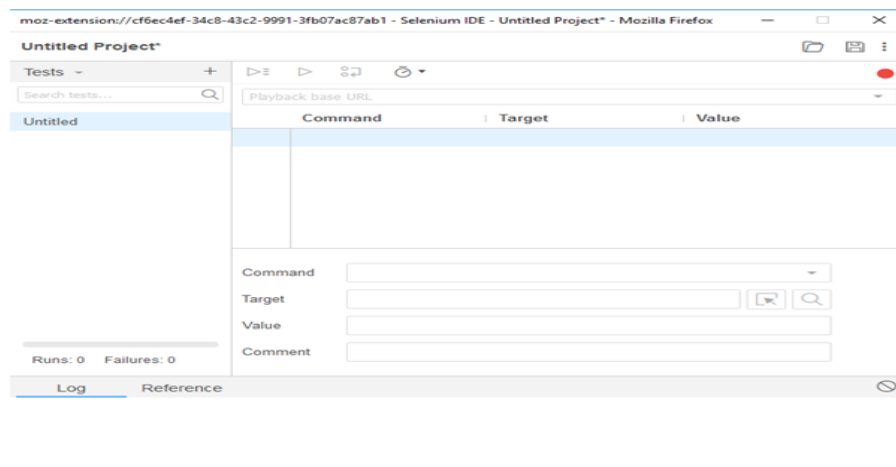 moz-extension://cf6ec4ef-34c8-43c2-9991-3fb07ac87ab1 - Selenium IDE - Untitled Project* - Mozilla Firefox
Untitled Project*
Tests
Search tests...
Playback base URL
Untitled
Command Target Value
Command
Target
Value
Comment
Runs: 0 Failures: 0
Log Reference